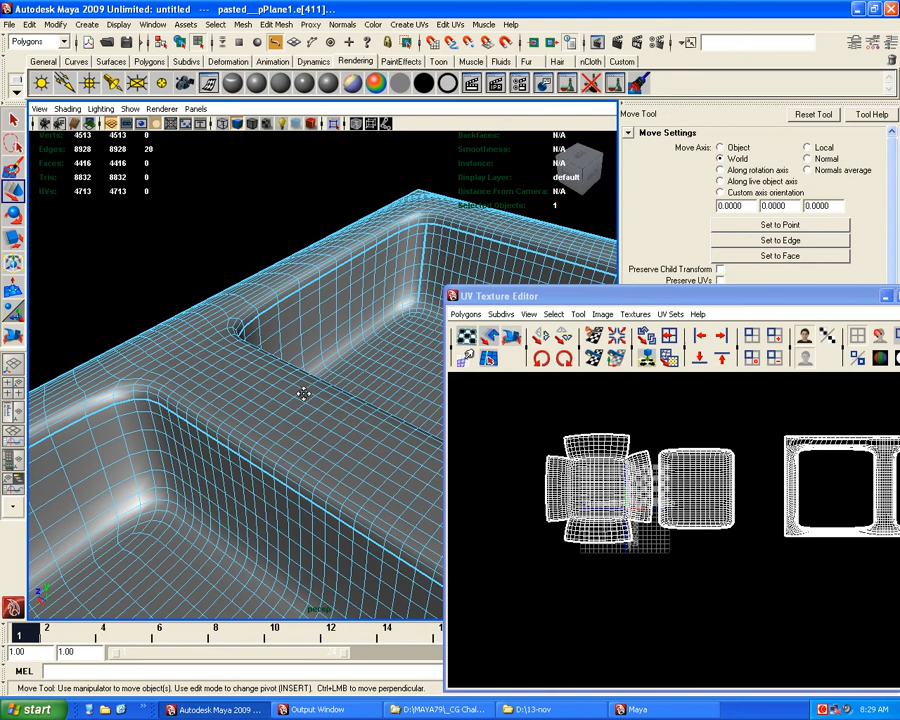 Autodesk Maya 2009 Unlimited: untitled --- pasted__pPlane1.e[411]...
File Edit Modify Create Display Window Assets Select Mesh Edit Mesh Proxy Normals Color Create UVs Edit UVs Muscle Help
Polygons
General Curves Surfaces Polygons Subdivs Deformation Animation Dynamics Rendering PaintEffects Toon Muscle Fluids Fur Hair nCloth Custom
View Shading Lighting Show Renderer Panels
Move Tool Reset Tool Tool Help
Verts: 4513 4513 0
Edges: 8928 8928 20
Faces: 4416 4416 0
Tris: 8832 8832 0
UVs: 4713 4713 0
Backfaces: N/A
Smoothness: N/A
Instance: N/A
Display Layer: default
Distance From Camera: N/A
Selected Objects: 1
Move Settings
Move Axis: Object Local
World Normal
Along rotation axis Normals average
Along live object axis
Custom axis orientation
0.0000 0.0000 0.0000
Set to Point
Set to Edge
Set to Face
Preserve Child Transform
Preserve UVs
UV Texture Editor
Polygons Subdivs View Select Tool Image Textures UV Sets Help
persp
1 2 4 6 8 10 12 14
1.00 1.00 24
MEL
Move Tool: Use manipulator to move object(s). Use edit mode to change pivot (INSERT). Ctrl+LMB to move perpendicular.
start Autodesk Maya 2009 ... Output Window D:\MAYA79\_CG Chal... D:\13-nov Maya 8:29 AM